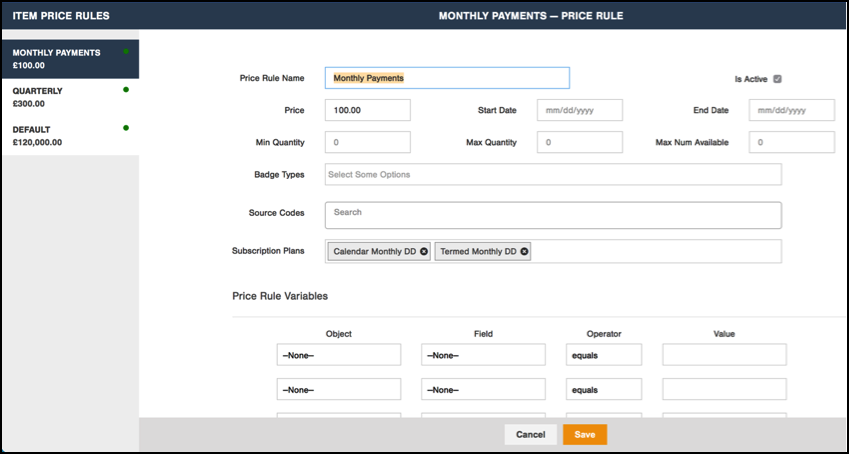 ITEM PRICE RULES
MONTHLY PAYMENTS — PRICE RULE
MONTHLY PAYMENTS
£100.00
QUARTERLY
£300.00
DEFAULT
£120,000.00
Price Rule Name Monthly Payments Is Active
Price 100.00 Start Date mm/dd/yyyy End Date mm/dd/yyyy
Min Quantity 0 Max Quantity 0 Max Num Available 0
Badge Types Select Some Options
Source Codes Search
Subscription Plans Calendar Monthly DD Termed Monthly DD
Price Rule Variables
Object Field Operator Value
--None-- --None-- equals
--None-- --None-- equals
Cancel Save